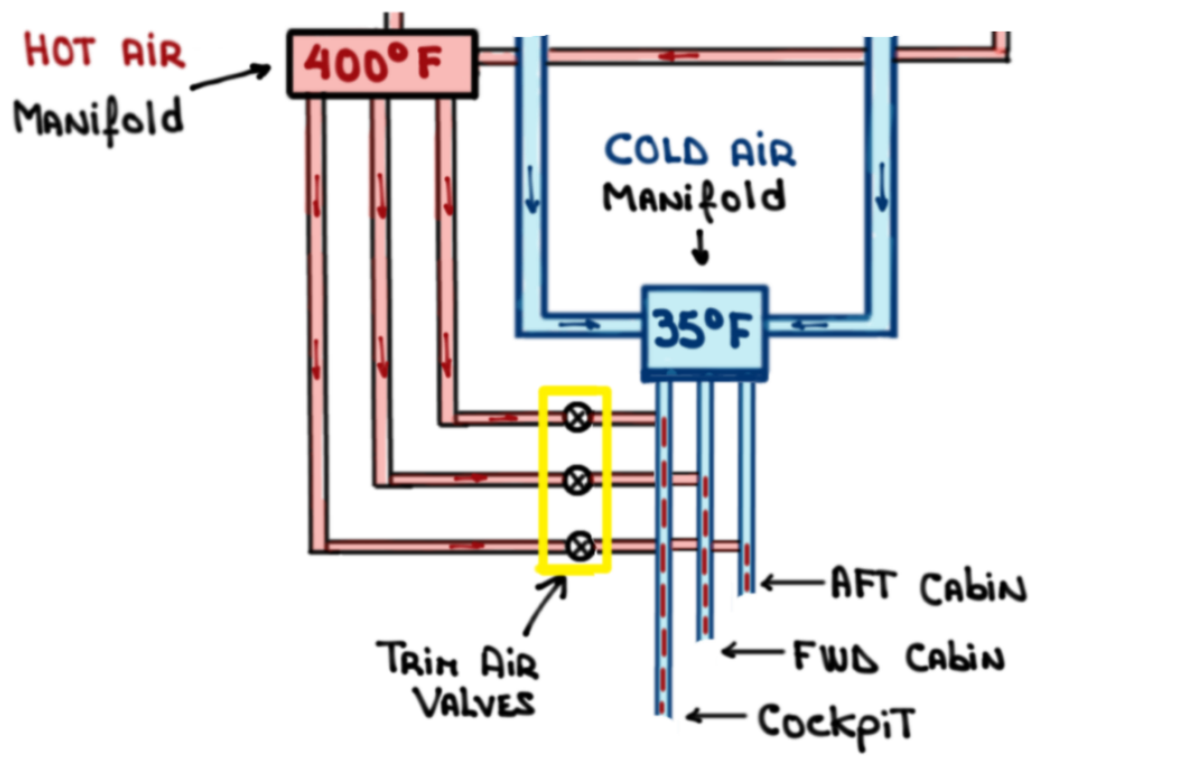 HOT AiR
MANifold
400°F
COLD AiR
MANifold
35°F
AFT CAbiN
FWD CAbiN
TRiM AiR
VALVES
CockpiT